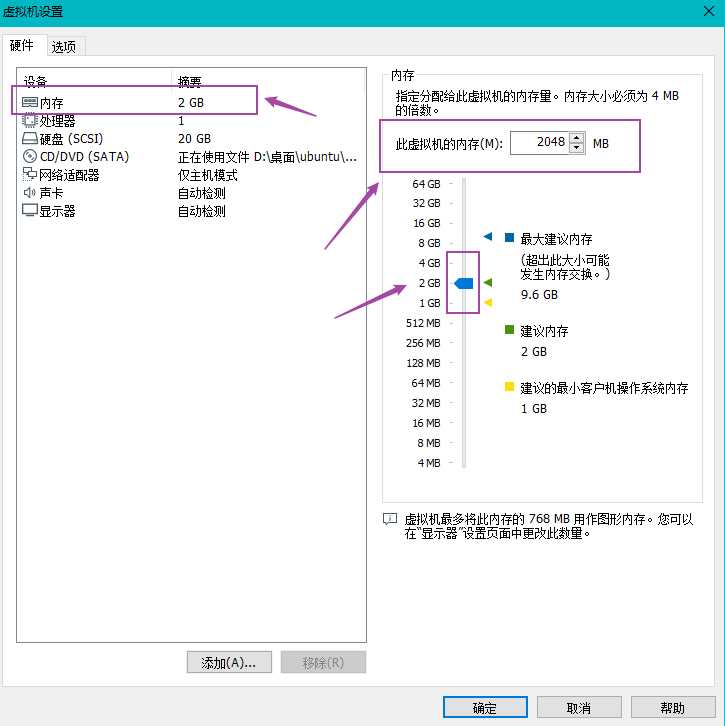 虚拟机设置
硬件 选项
设备 摘要
内存 2 GB
处理器 1
硬盘 (SCSI) 20 GB
CD/DVD (SATA) 正在使用文件 D:\桌面\ubuntu\...
网络适配器 仅主机模式
声卡 自动检测
显示器 自动检测
添加(A)... 移除(R)
内存
指定分配给此虚拟机的内存量。内存大小必须为 4 MB
的倍数。
此虚拟机的内存(M): 2048 MB
64 GB
32 GB
16 GB
8 GB
4 GB
2 GB
1 GB
512 MB
256 MB
128 MB
64 MB
32 MB
16 MB
8 MB
4 MB
最大建议内存
(超出此大小可能
发生内存交换。)
9.6 GB
建议内存
2 GB
建议的最小客户机操作系统内存
1 GB
虚拟机最多将此内存的 768 MB 用作图形内存。您可以
在"显示器"设置页面中更改此数量。
确定 取消 帮助